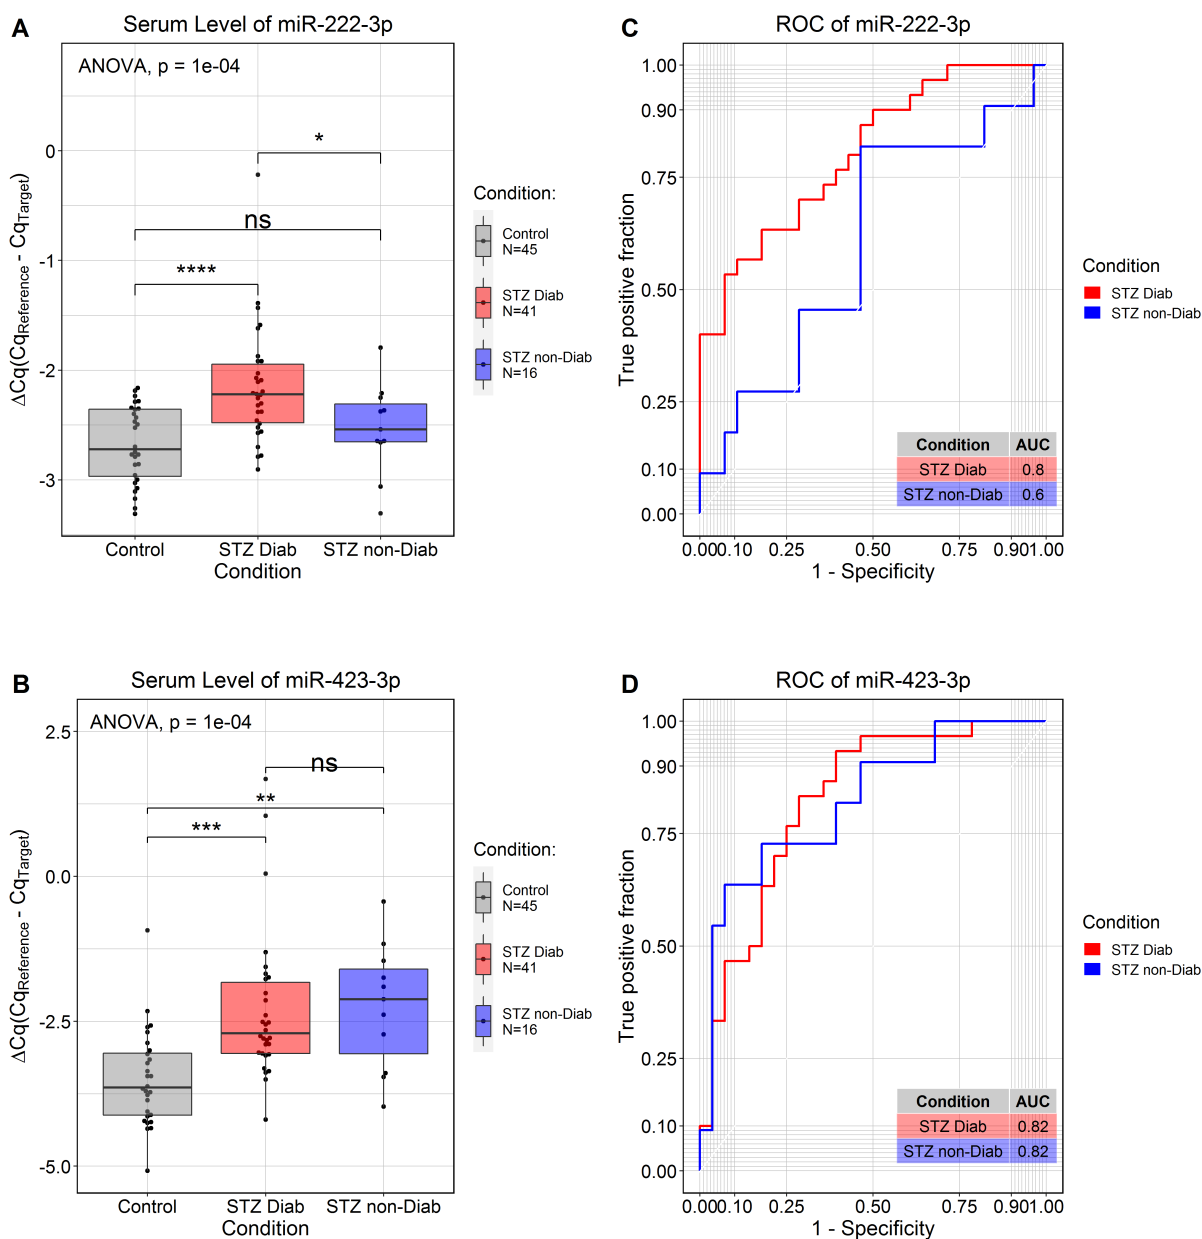 A
Serum Level of miR-222-3p
ANOVA, p = 1e-04
*
ns
****
0
-1
-2
-3
ΔCq(CqReference - CqTarget)
Control
STZ Diab
STZ non-Diab
Condition
Condition:
Control
N=45
STZ Diab
N=41
STZ non-Diab
N=16
C
ROC of miR-222-3p
1.00
0.90
0.75
0.50
0.25
0.10
0.00
True positive fraction
Condition AUC
STZ Diab 0.8
STZ non-Diab 0.6
0.00 0.10 0.25 0.50 0.75 0.90 1.00
1 - Specificity
Condition
STZ Diab
STZ non-Diab
B
Serum Level of miR-423-3p
ANOVA, p = 1e-04
ns
**
***
2.5
0.0
-2.5
-5.0
ΔCq(CqReference - CqTarget)
Control
STZ Diab
STZ non-Diab
Condition
Condition:
Control
N=45
STZ Diab
N=41
STZ non-Diab
N=16
D
ROC of miR-423-3p
1.00
0.90
0.75
0.50
0.25
0.10
0.00
True positive fraction
Condition AUC
STZ Diab 0.82
STZ non-Diab 0.82
0.00 0.10 0.25 0.50 0.75 0.90 1.00
1 - Specificity
Condition
STZ Diab
STZ non-Diab